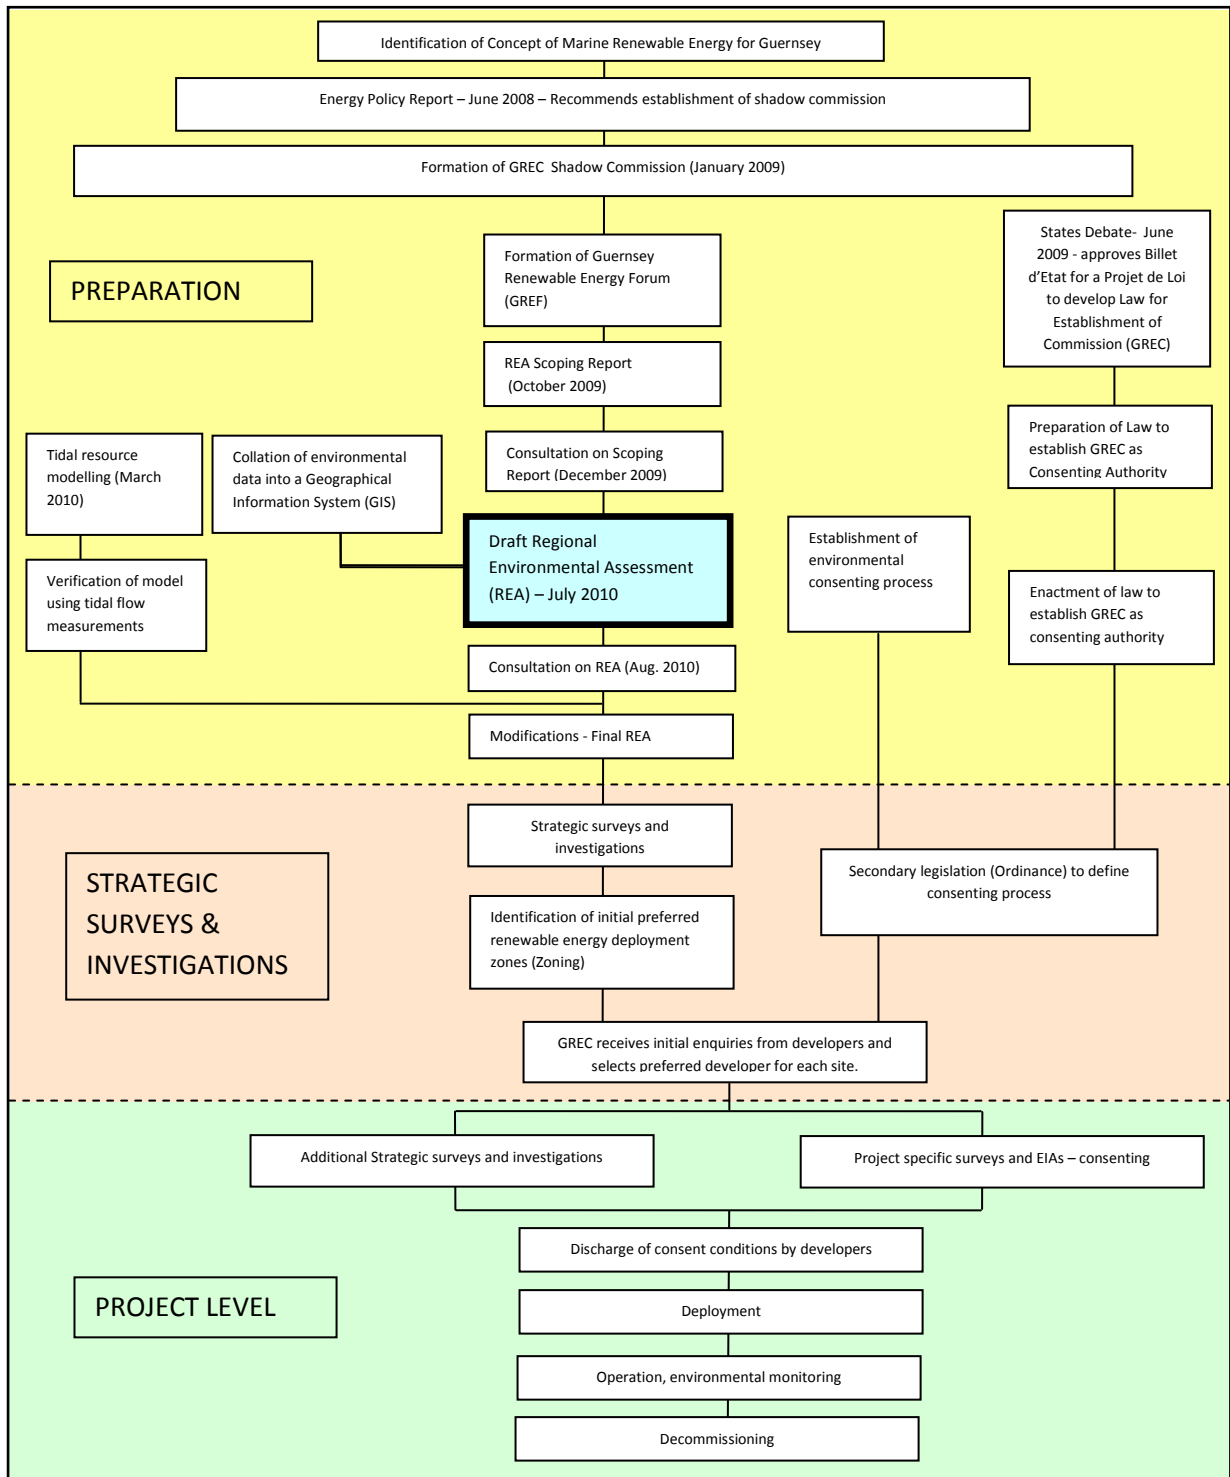 Identification of Concept of Marine Renewable Energy for Guernsey
Energy Policy Report – June 2008 – Recommends establishment of shadow commission
Formation of GREC Shadow Commission (January 2009)
PREPARATION
Formation of Guernsey
Renewable Energy Forum
(GREF)
States Debate- June
2009 - approves Billet
d'Etat for a Projet de Loi
to develop Law for
Establishment of
Commission (GREC)
REA Scoping Report
(October 2009)
Preparation of Law to
establish GREC as
Consenting Authority
Tidal resource
modelling (March
2010)
Collation of environmental
data into a Geographical
Information System (GIS)
Consultation on Scoping
Report (December 2009)
Draft Regional
Environmental Assessment
(REA) – July 2010
Establishment of
environmental
consenting process
Verification of model
using tidal flow
measurements
Enactment of law to
establish GREC as
consenting authority
Consultation on REA (Aug. 2010)
Modifications - Final REA
STRATEGIC
SURVEYS &
INVESTIGATIONS
Strategic surveys and
investigations
Secondary legislation (Ordinance) to define
consenting process
Identification of initial preferred
renewable energy deployment
zones (Zoning)
GREC receives initial enquiries from developers and
selects preferred developer for each site.
Additional Strategic surveys and investigations
Project specific surveys and EIAs – consenting
PROJECT LEVEL
Discharge of consent conditions by developers
Deployment
Operation, environmental monitoring
Decommissioning